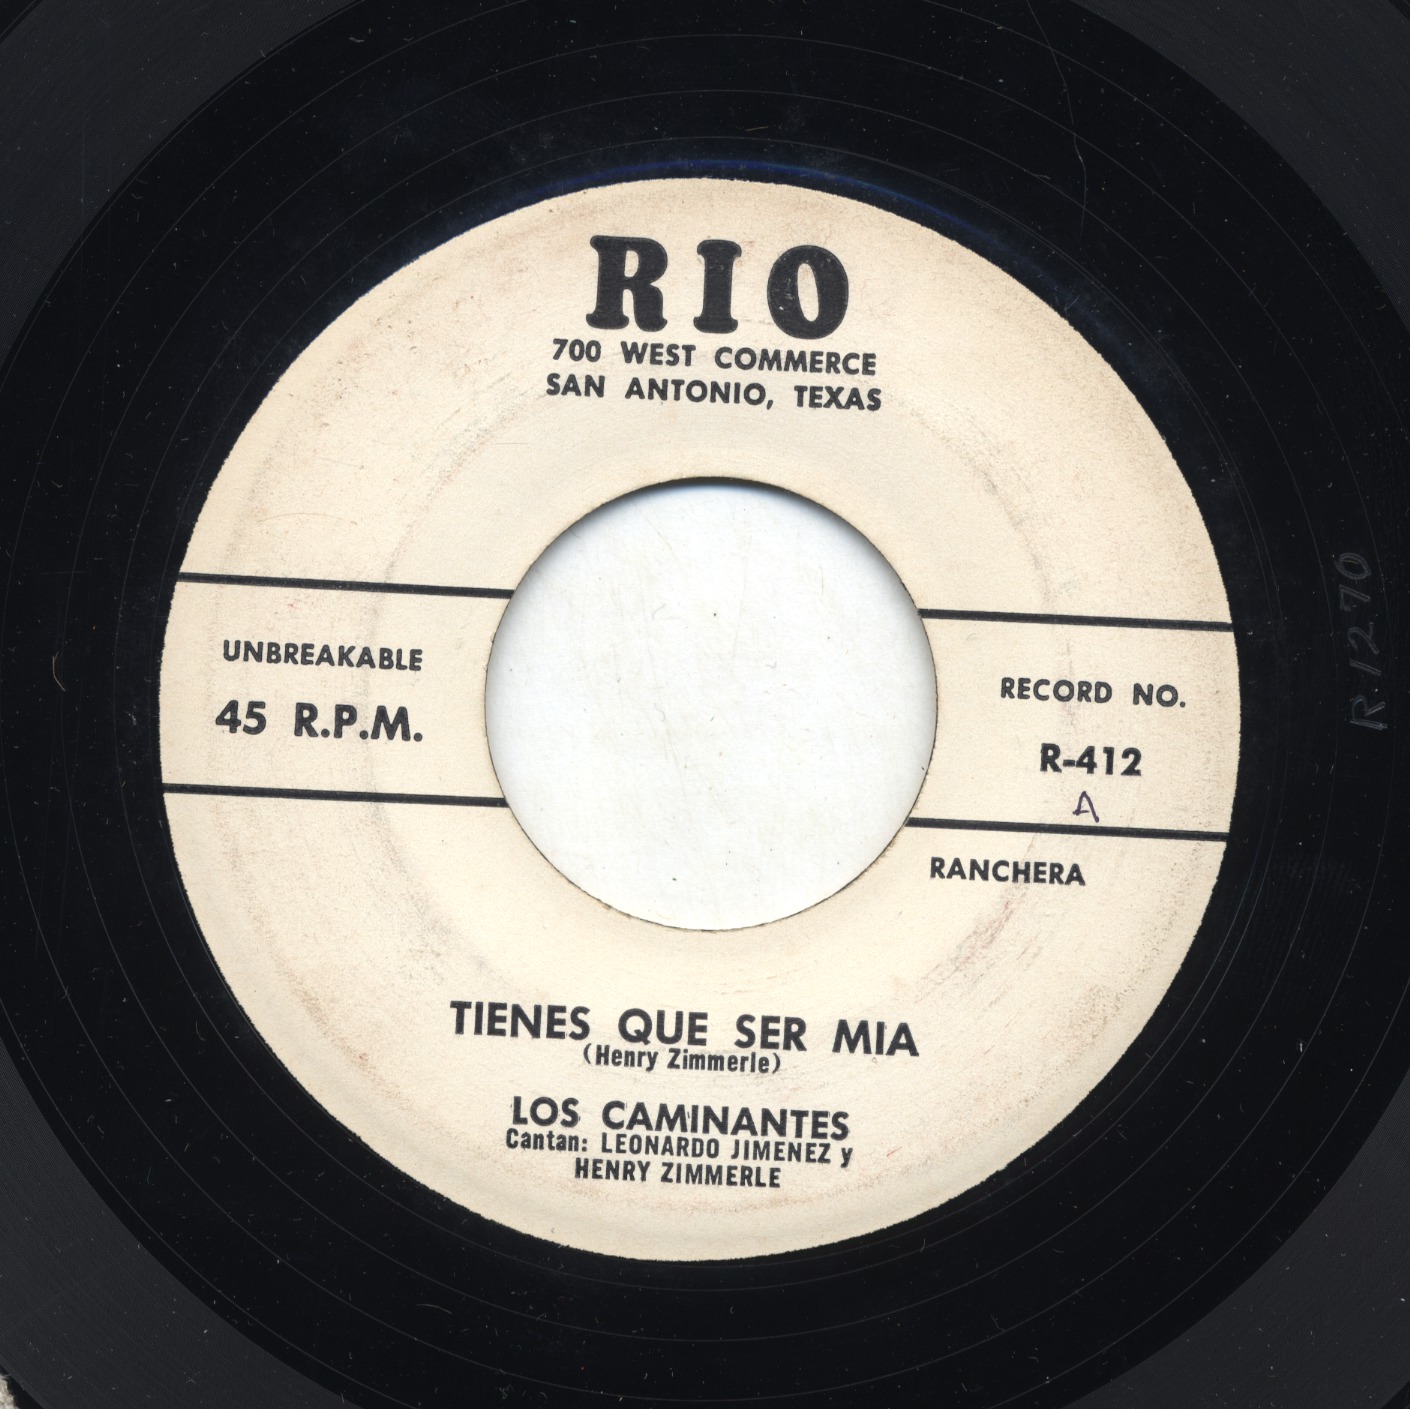 RIO
700 WEST COMMERCE
SAN ANTONIO, TEXAS
UNBREAKABLE
45 R.P.M.
RECORD NO.
R-412
A
RANCHERA
TIENES QUE SER MIA
(Henry Zimmerle)
LOS CAMINANTES
Cantan: LEONARDO JIMENEZ y
HENRY ZIMMERLE
R1270